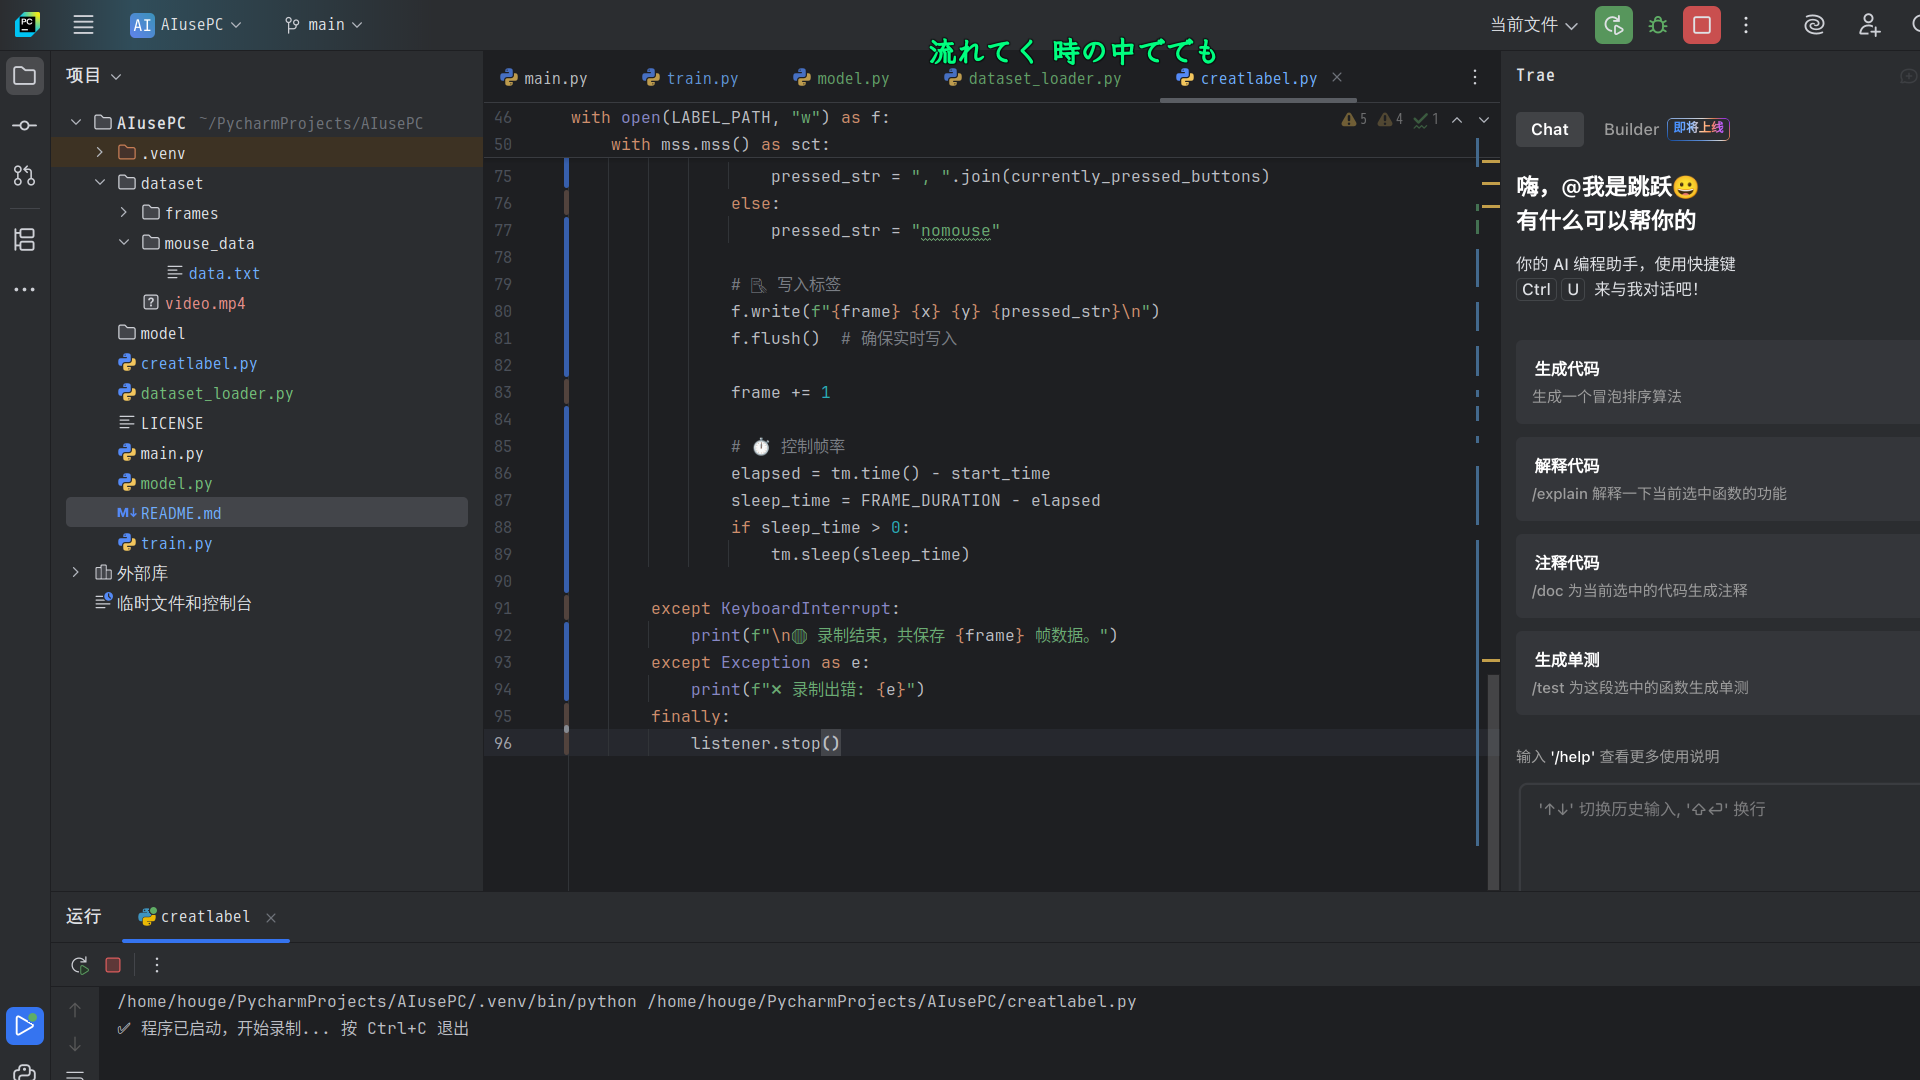 PC
AI AIusePC
main
当前文件
流れてく 時の中ででも
项目
AIusePC ~/PycharmProjects/AIusePC
.venv
dataset
frames
mouse_data
data.txt
video.mp4
model
creatlabel.py
dataset_loader.py
LICENSE
main.py
model.py
README.md
train.py
外部库
临时文件和控制台
main.py train.py model.py dataset_loader.py creatlabel.py
5 4 1
46 with open(LABEL_PATH, "w") as f:
50 with mss.mss() as sct:
75 pressed_str = ", ".join(currently_pressed_buttons)
76 else:
77 pressed_str = "nomouse"
78
79 # 写入标签
80 f.write(f"{frame} {x} {y} {pressed_str}\n")
81 f.flush() # 确保实时写入
82
83 frame += 1
84
85 # ⏱ 控制帧率
86 elapsed = tm.time() - start_time
87 sleep_time = FRAME_DURATION - elapsed
88 if sleep_time > 0:
89 tm.sleep(sleep_time)
90
91 except KeyboardInterrupt:
92 print(f"\n 录制结束，共保存 {frame} 帧数据。")
93 except Exception as e:
94 print(f"❌ 录制出错: {e}")
95 finally:
96 listener.stop()
Trae
Chat Builder 即将上线
嗨，@我是跳跃😀
有什么可以帮你的
你的 AI 编程助手，使用快捷键
Ctrl U 来与我对话吧！
生成代码
生成一个冒泡排序算法
解释代码
/explain 解释一下当前选中函数的功能
注释代码
/doc 为当前选中的代码生成注释
生成单测
/test 为这段选中的函数生成单测
输入 '/help' 查看更多使用说明
'↑↓' 切换历史输入, '⇧⏎' 换行
运行 creatlabel
/home/houge/PycharmProjects/AIusePC/.venv/bin/python /home/houge/PycharmProjects/AIusePC/creatlabel.py
✅ 程序已启动，开始录制... 按 Ctrl+C 退出